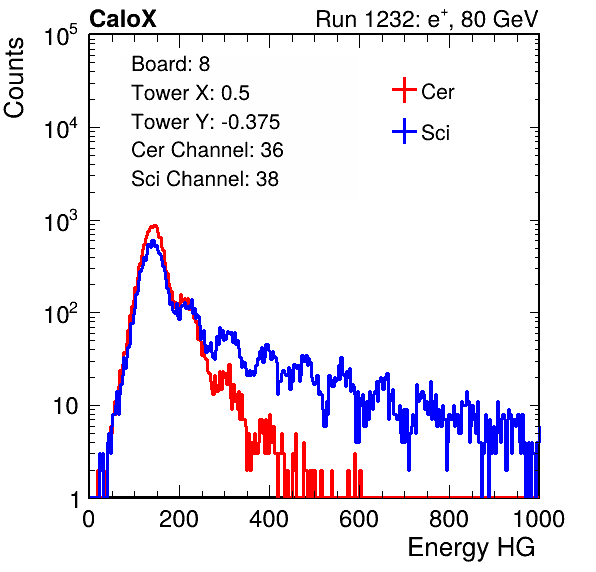 CaloX Run 1232: e⁺, 80 GeV
Counts
Board: 8
Tower X: 0.5
Tower Y: -0.375
Cer Channel: 36
Sci Channel: 38
Cer
Sci
10⁵
10⁴
10³
10²
10
1
0 200 400 600 800 1000
Energy HG